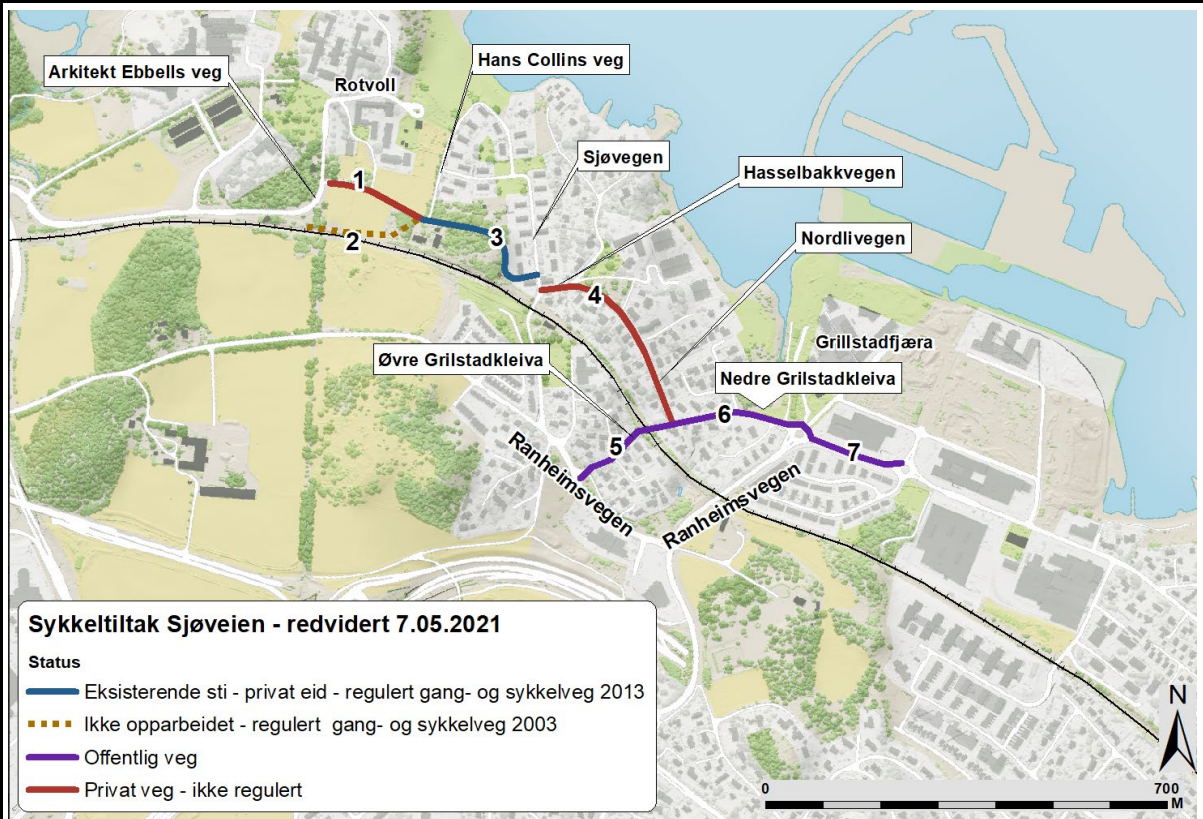 Arkitekt Ebbells veg
Rotvoll
Hans Collins veg
Sjøvegen
Hasselbakkvegen
Nordlivegen
1
2
3
4
Øvre Grilstadkleiva
Grillstadfjæra
Nedre Grilstadkleiva
5
6
7
Ranheimsvegen
Ranheimsvegen
Sykkeltiltak Sjøveien - redvidert 7.05.2021
Status
Eksisterende sti - privat eid - regulert gang- og sykkelveg 2013
Ikke opparbeidet - regulert gang- og sykkelveg 2003
Offentlig veg
Privat veg - ikke regulert
N
0 700
M